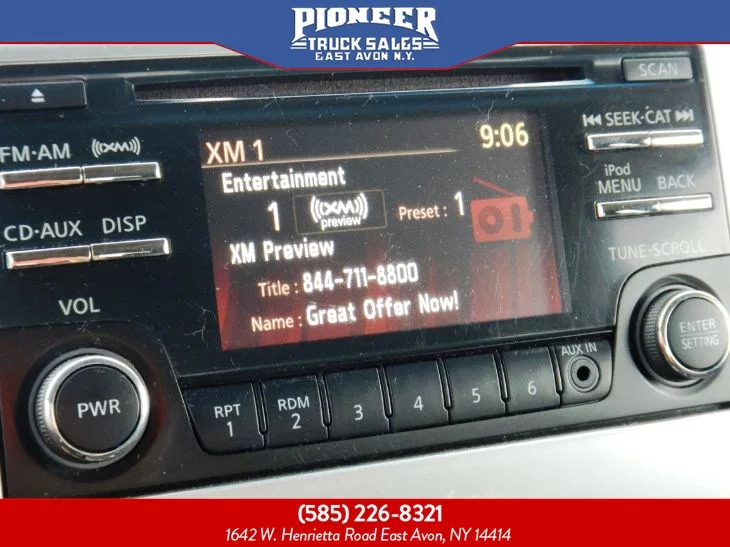 PIONEER
TRUCK SALES
EAST AVON N.Y.
SCAN
FM·AM
((XM))
SEEK·CAT
XM 1
9:06
Entertainment
1
((XM))
preview
Preset : 1
iPod
MENU BACK
CD·AUX DISP
XM Preview
Title : 844-711-8800
Name : Great Offer Now!
TUNE·SCROLL
VOL
PWR
ENTER
SETTING
RPT
1
RDM
2
3
4
5
6
AUX IN
(585) 226-8321
1642 W. Henrietta Road East Avon, NY 14414